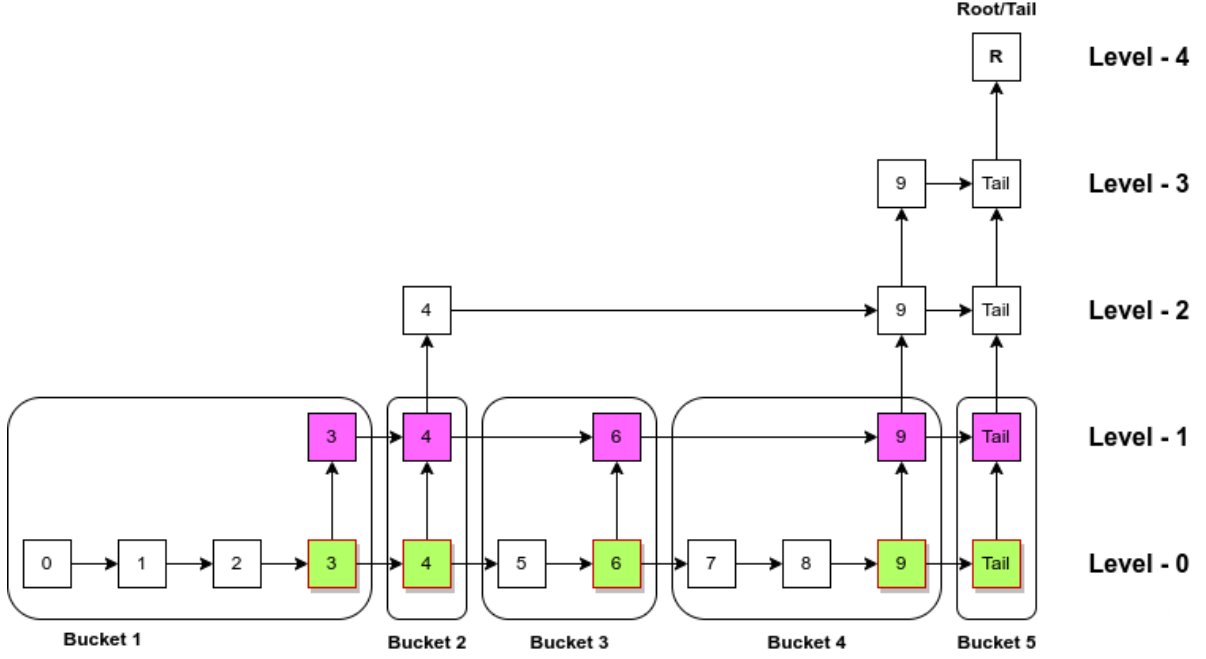 Root/Tail
R Level - 4
9 Tail Level - 3
4 9 Tail Level - 2
3 4 6 9 Tail Level - 1
0 1 2 3 4 5 6 7 8 9 Tail Level - 0
Bucket 1 Bucket 2 Bucket 3 Bucket 4 Bucket 5